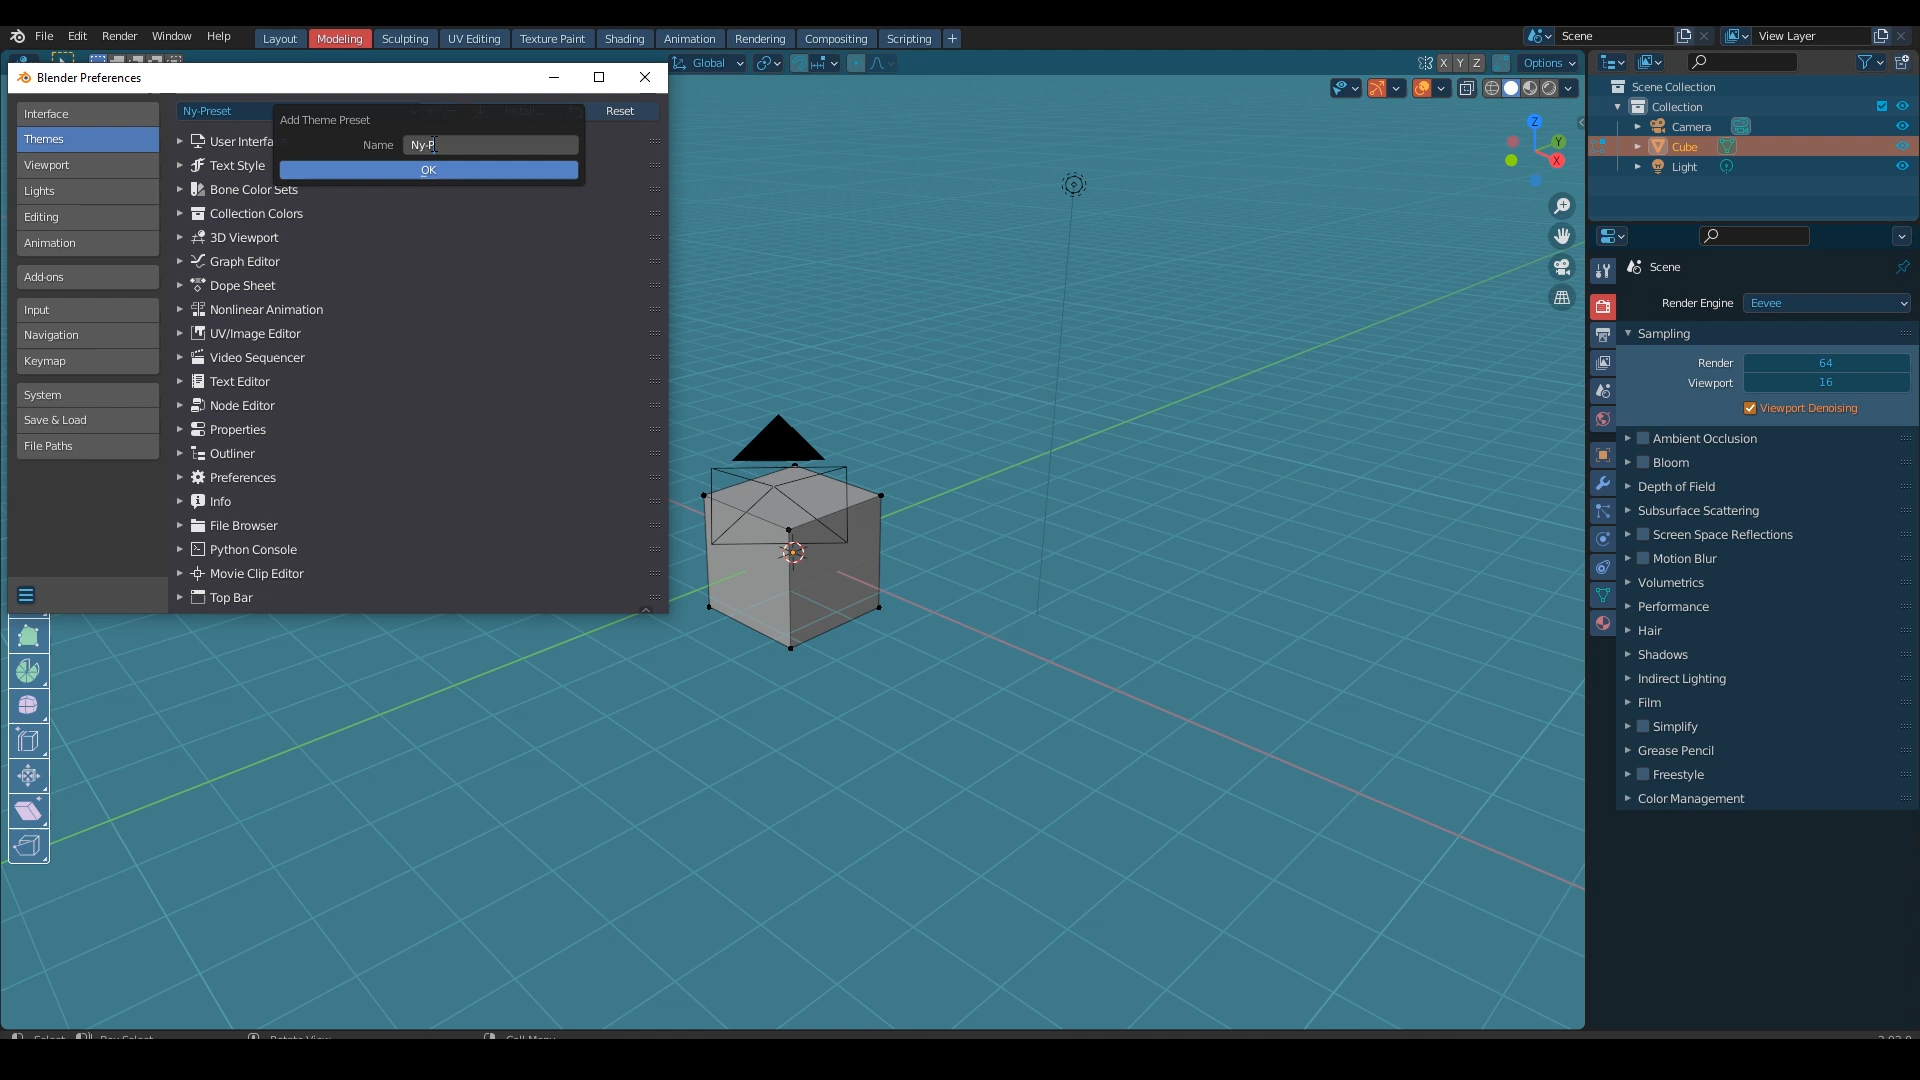 File Edit Render Window Help Layout Modeling Sculpting UV Editing Texture Paint Shading Animation Rendering Compositing Scripting + Scene View Layer
Blender Preferences
Global
X Y Z
Options
Interface
Themes
Viewport
Lights
Editing
Animation
Add-ons
Input
Navigation
Keymap
System
Save & Load
File Paths
Ny-Preset
Reset
Add Theme Preset
Name Ny-P
OK
User Interfa
Text Style
Bone Color Sets
Collection Colors
3D Viewport
Graph Editor
Dope Sheet
Nonlinear Animation
UV/Image Editor
Video Sequencer
Text Editor
Node Editor
Properties
Outliner
Preferences
Info
File Browser
Python Console
Movie Clip Editor
Top Bar
Z
Y
X
Scene Collection
Collection
Camera
Cube
Light
Scene
Render Engine Eevee
Sampling
Render 64
Viewport 16
Viewport Denoising
Ambient Occlusion
Bloom
Depth of Field
Subsurface Scattering
Screen Space Reflections
Motion Blur
Volumetrics
Performance
Hair
Shadows
Indirect Lighting
Film
Simplify
Grease Pencil
Freestyle
Color Management